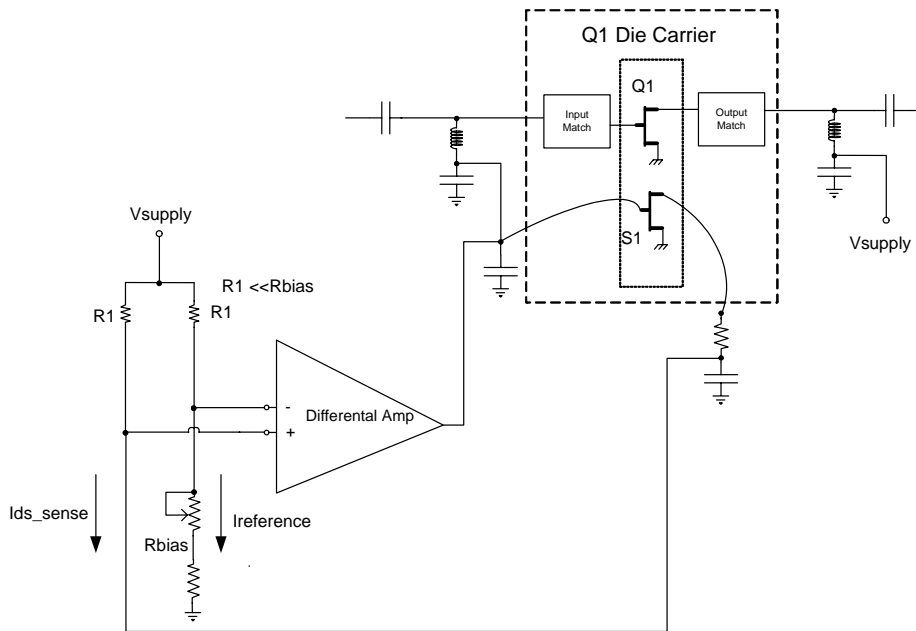 Q1 Die Carrier
Q1
Input
Match
Output
Match
S1
Vsupply
Vsupply
R1 <<Rbias
R1
R1
-
Differental Amp
+
Ids_sense
Ireference
Rbias